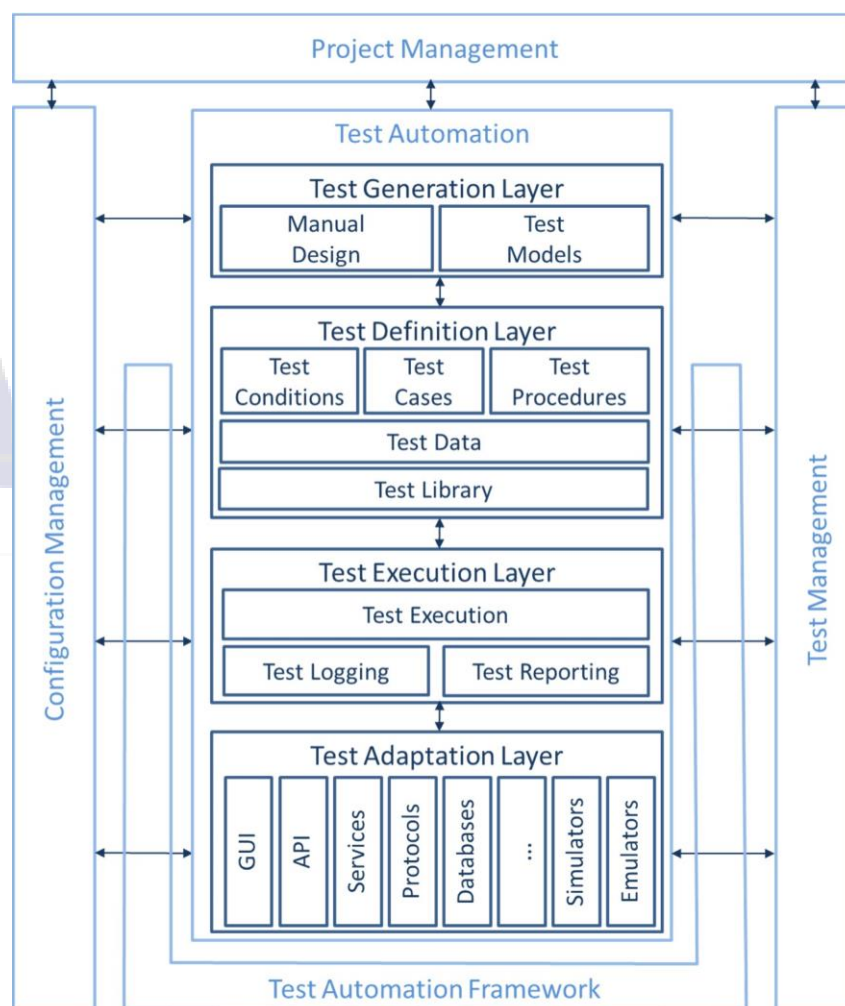 Project Management
Configuration Management
Test Automation
Test Generation Layer
Manual
Design
Test
Models
Test Definition Layer
Test
Conditions
Test
Cases
Test
Procedures
Test Data
Test Library
Test Execution Layer
Test Execution
Test Logging
Test Reporting
Test Adaptation Layer
GUI
API
Services
Protocols
Databases
...
Simulators
Emulators
Test Management
Test Automation Framework